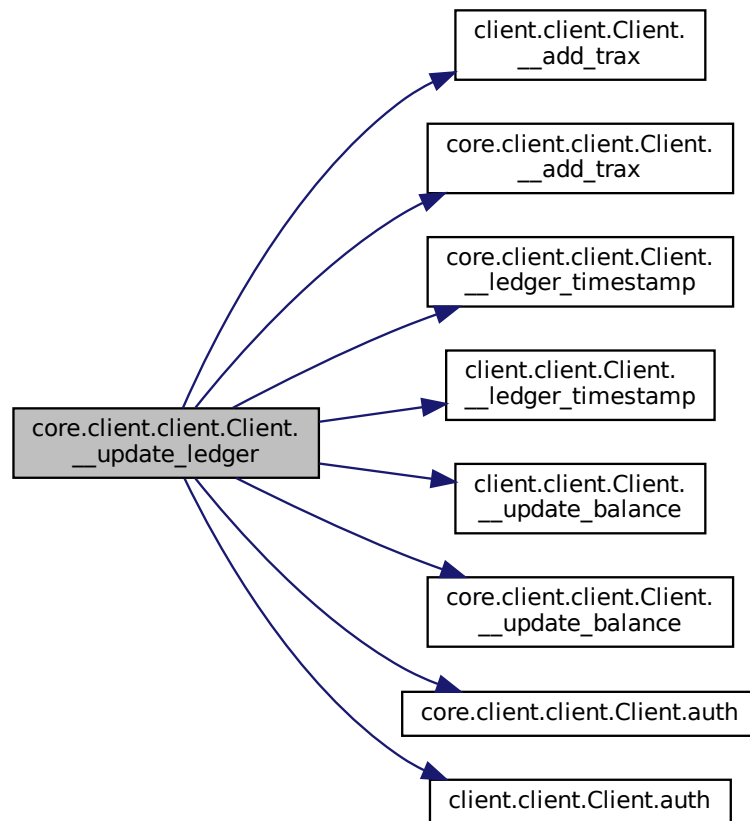 client.client.Client.
__add_trax
core.client.client.Client.
__add_trax
core.client.client.Client.
__ledger_timestamp
client.client.Client.
__ledger_timestamp
core.client.client.Client.
__update_ledger
client.client.Client.
__update_balance
core.client.client.Client.
__update_balance
core.client.client.Client.auth
client.client.Client.auth